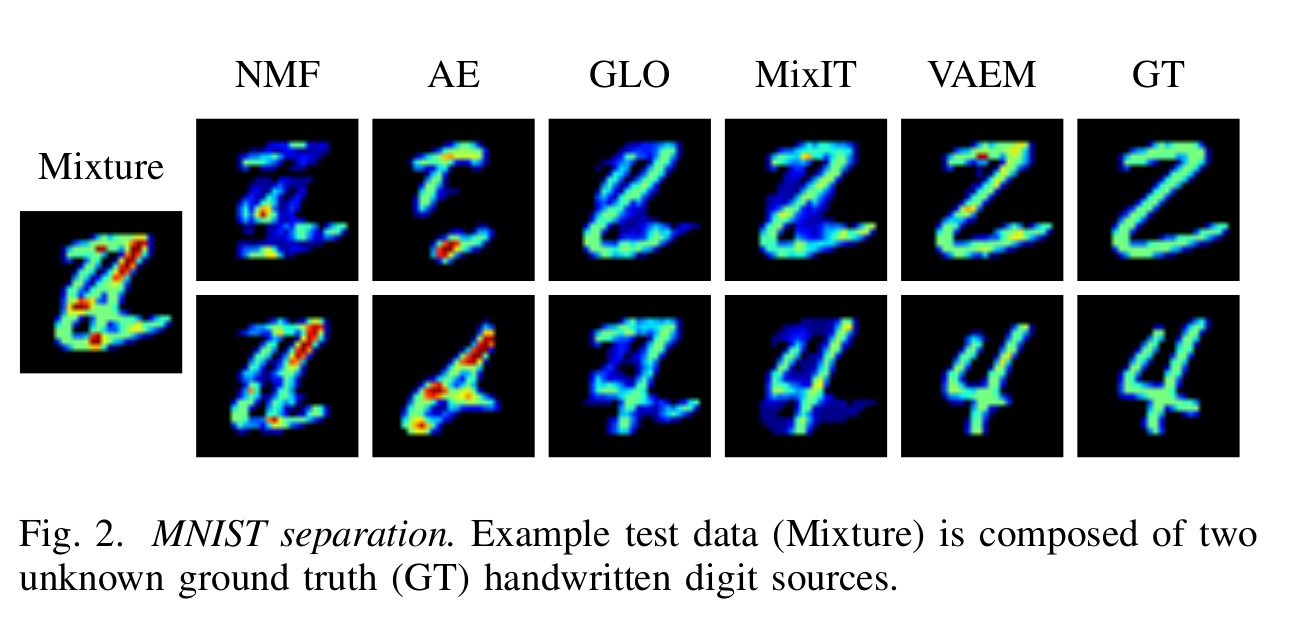 NMF AE GLO MixIT VAEM GT
Mixture
Fig. 2. MNIST separation. Example test data (Mixture) is composed of two
unknown ground truth (GT) handwritten digit sources.